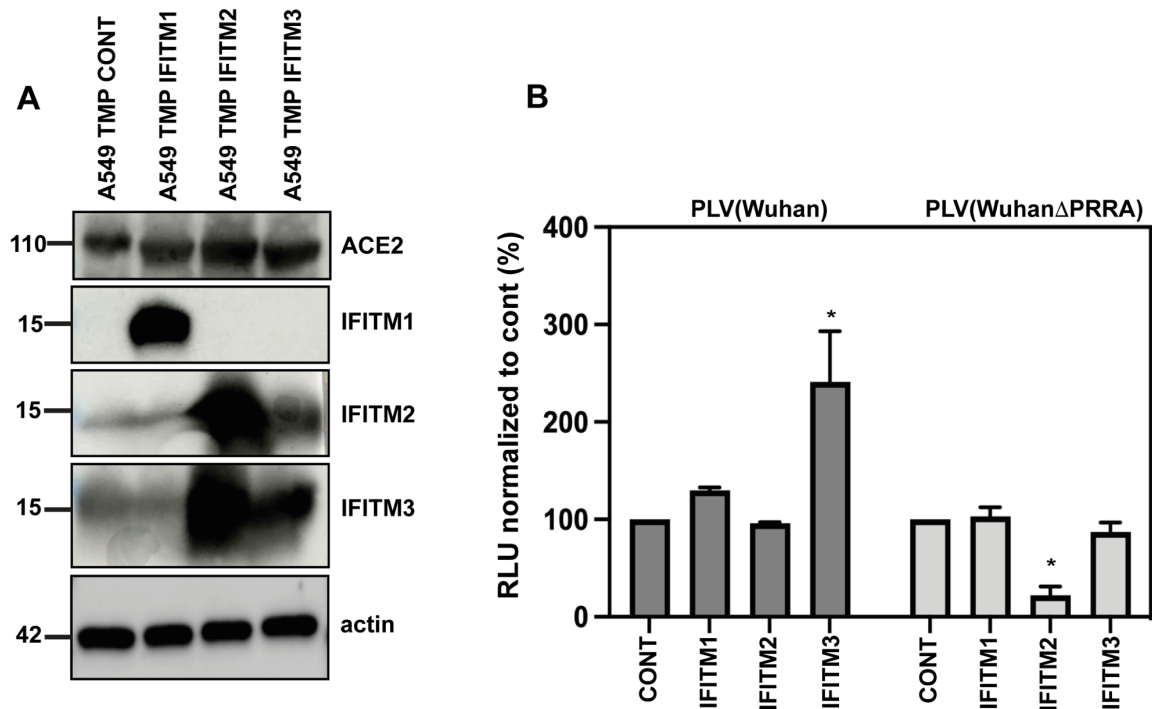 A
A549 TMP CONT
A549 TMP IFITM1
A549 TMP IFITM2
A549 TMP IFITM3
110
ACE2
15
IFITM1
15
IFITM2
15
IFITM3
42
actin
B
PLV(Wuhan)
PLV(WuhanΔPRRA)
RLU normalized to cont (%)
400
300
200
100
0
*
*
CONT
IFITM1
IFITM2
IFITM3
CONT
IFITM1
IFITM2
IFITM3